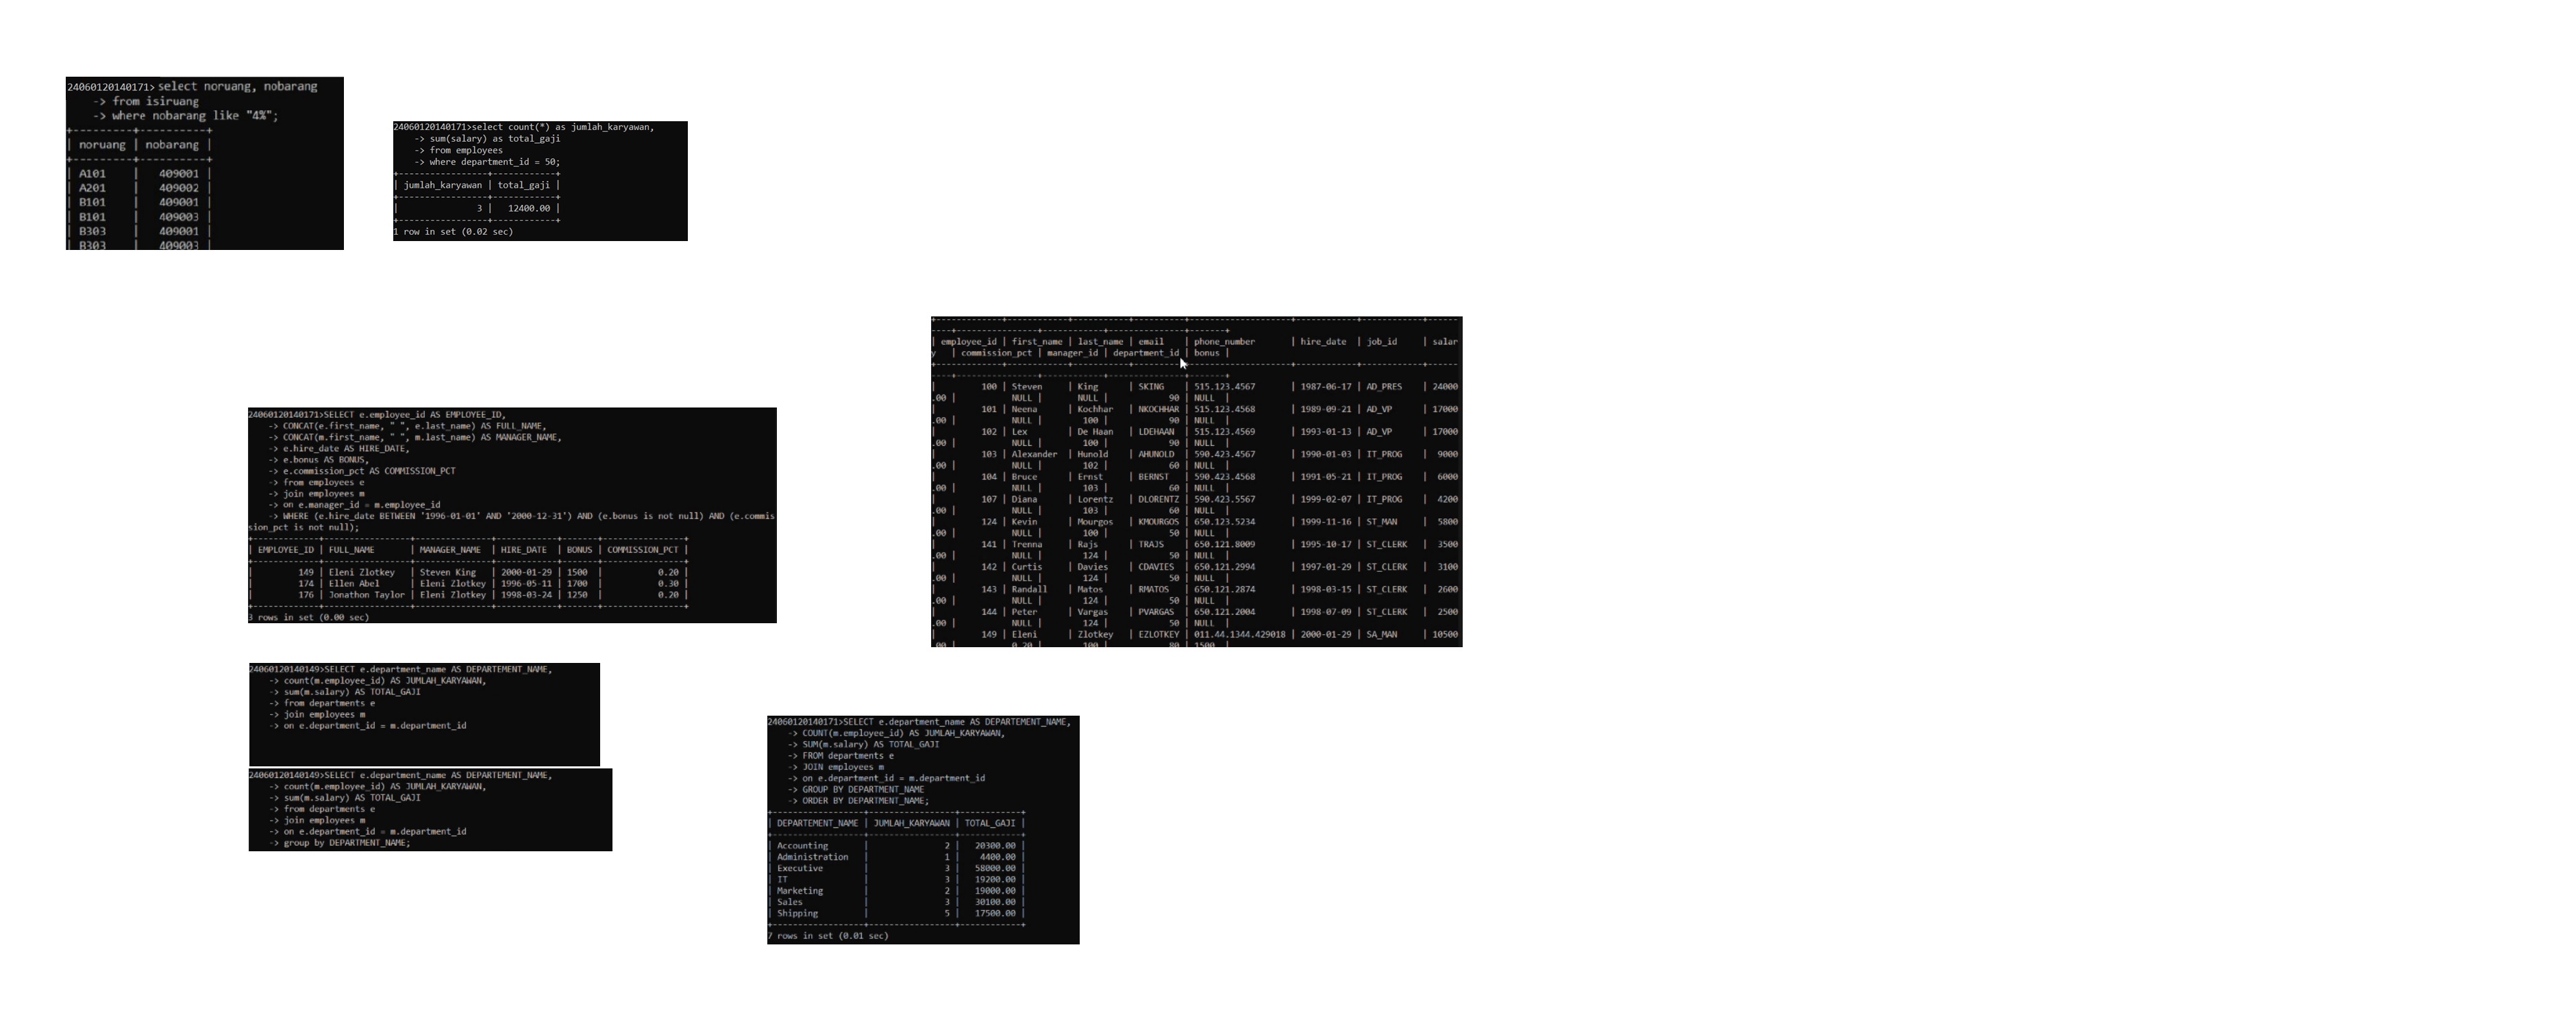 24060120140171> select noruang, nobarang
    -> from isiruang
    -> where nobarang like "4%";
+---------+----------+
| noruang | nobarang |
+---------+----------+
| A101    |   409001 |
| A201    |   409002 |
| B101    |   409001 |
| B101    |   409003 |
| B303    |   409001 |
| B303    |   409003 |
24060120140171>select count(*) as jumlah_karyawan,
    -> sum(salary) as total_gaji
    -> from employees
    -> where department_id = 50;
+-----------------+------------+
| jumlah_karyawan | total_gaji |
+-----------------+------------+
|               3 |   12400.00 |
+-----------------+------------+
1 row in set (0.02 sec)
| employee_id | first_name | last_name | email    | phone_number       | hire_date  | job_id     | salar
y   | commission_pct | manager_id | department_id | bonus |
|         100 | Steven     | King      | SKING    | 515.123.4567       | 1987-06-17 | AD_PRES    | 24000
.00 |           NULL |       NULL |            90 | NULL  |
|         101 | Neena      | Kochhar   | NKOCHHAR | 515.123.4568       | 1989-09-21 | AD_VP      | 17000
.00 |           NULL |        100 |            90 | NULL  |
|         102 | Lex        | De Haan   | LDEHAAN  | 515.123.4569       | 1993-01-13 | AD_VP      | 17000
.00 |           NULL |        100 |            90 | NULL  |
|         103 | Alexander  | Hunold    | AHUNOLD  | 590.423.4567       | 1990-01-03 | IT_PROG    | 9000
.00 |           NULL |        102 |            60 | NULL  |
|         104 | Bruce      | Ernst     | BERNST   | 590.423.4568       | 1991-05-21 | IT_PROG    | 6000
.00 |           NULL |        103 |            60 | NULL  |
|         107 | Diana      | Lorentz   | DLORENTZ | 590.423.5567       | 1999-02-07 | IT_PROG    | 4200
.00 |           NULL |        103 |            60 | NULL  |
|         124 | Kevin      | Mourgos   | KMOURGOS | 650.123.5234       | 1999-11-16 | ST_MAN     | 5800
.00 |           NULL |        100 |            50 | NULL  |
|         141 | Trenna     | Rajs      | TRAJS    | 650.121.8009       | 1995-10-17 | ST_CLERK   | 3500
.00 |           NULL |        124 |            50 | NULL  |
|         142 | Curtis     | Davies    | CDAVIES  | 650.121.2994       | 1997-01-29 | ST_CLERK   | 3100
.00 |           NULL |        124 |            50 | NULL  |
|         143 | Randall    | Matos     | RMATOS   | 650.121.2874       | 1998-03-15 | ST_CLERK   | 2600
.00 |           NULL |        124 |            50 | NULL  |
|         144 | Peter      | Vargas    | PVARGAS  | 650.121.2004       | 1998-07-09 | ST_CLERK   | 2500
.00 |           NULL |        124 |            50 | NULL  |
|         149 | Eleni      | Zlotkey   | EZLOTKEY | 011.44.1344.429018 | 2000-01-29 | SA_MAN     | 10500
.00 |           0.20 |        100 |            80 | 1500  |
24060120140171>SELECT e.employee_id AS EMPLOYEE_ID,
    -> CONCAT(e.first_name, " ", e.last_name) AS FULL_NAME,
    -> CONCAT(m.first_name, " ", m.last_name) AS MANAGER_NAME,
    -> e.hire_date AS HIRE_DATE,
    -> e.bonus AS BONUS,
    -> e.commission_pct AS COMMISSION_PCT
    -> from employees e
    -> join employees m
    -> on e.manager_id = m.employee_id
    -> WHERE (e.hire_date BETWEEN '1996-01-01' AND '2000-12-31') AND (e.bonus is not null) AND (e.commis
sion_pct is not null);
| EMPLOYEE_ID | FULL_NAME       | MANAGER_NAME  | HIRE_DATE  | BONUS | COMMISSION_PCT |
|         149 | Eleni Zlotkey   | Steven King   | 2000-01-29 | 1500  |           0.20 |
|         174 | Ellen Abel      | Eleni Zlotkey | 1996-05-11 | 1700  |           0.30 |
|         176 | Jonathon Taylor | Eleni Zlotkey | 1998-03-24 | 1250  |           0.20 |
3 rows in set (0.00 sec)
24060120140149>SELECT e.department_name AS DEPARTEMENT_NAME,
    -> count(m.employee_id) AS JUMLAH_KARYAWAN,
    -> sum(m.salary) AS TOTAL_GAJI
    -> from departments e
    -> join employees m
    -> on e.department_id = m.department_id
24060120140149>SELECT e.department_name AS DEPARTEMENT_NAME,
    -> count(m.employee_id) AS JUMLAH_KARYAWAN,
    -> sum(m.salary) AS TOTAL_GAJI
    -> from departments e
    -> join employees m
    -> on e.department_id = m.department_id
    -> group by DEPARTMENT_NAME;
24060120140171>SELECT e.department_name AS DEPARTEMENT_NAME,
    -> COUNT(m.employee_id) AS JUMLAH_KARYAWAN,
    -> SUM(m.salary) AS TOTAL_GAJI
    -> FROM departments e
    -> JOIN employees m
    -> on e.department_id = m.department_id
    -> GROUP BY DEPARTMENT_NAME
    -> ORDER BY DEPARTMENT_NAME;
| DEPARTEMENT_NAME | JUMLAH_KARYAWAN | TOTAL_GAJI |
| Accounting       |               2 |   20300.00 |
| Administration   |               1 |    4400.00 |
| Executive        |               3 |   58000.00 |
| IT               |               3 |   19200.00 |
| Marketing        |               2 |   19000.00 |
| Sales            |               3 |   30100.00 |
| Shipping         |               5 |   17500.00 |
7 rows in set (0.01 sec)